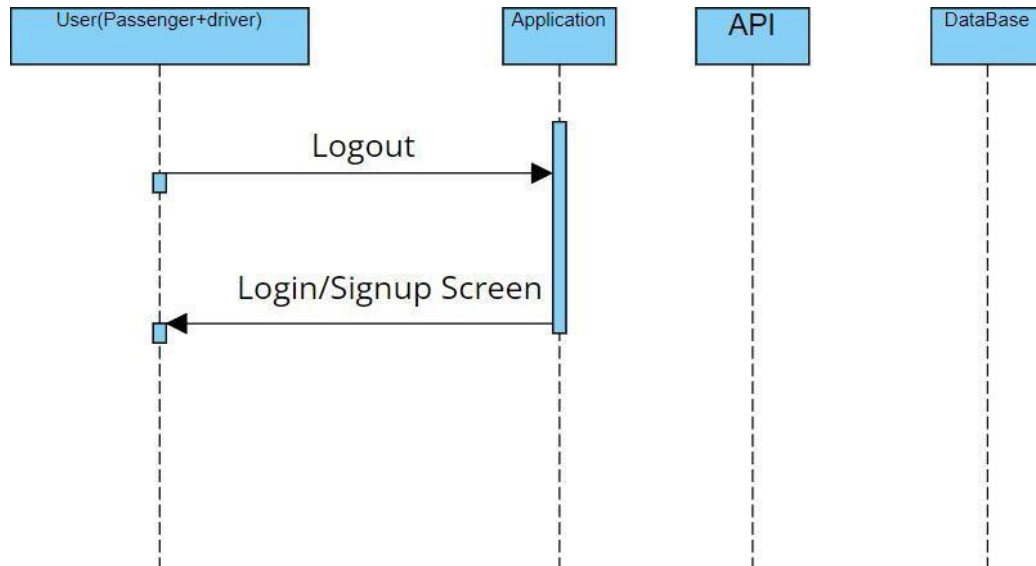 User(Passenger+driver)
Application
API
DataBase
Logout
Login/Signup Screen